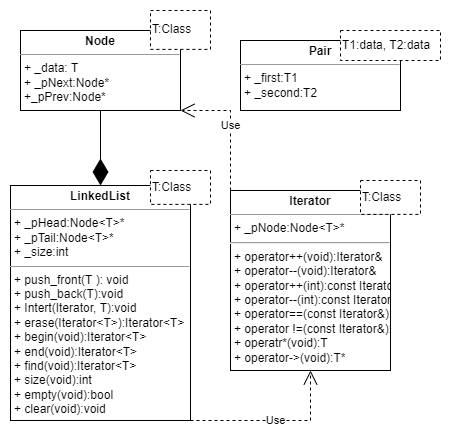 Node
T:Class
+ _data: T
+ _pNext:Node*
+_pPrev:Node*
Pair
T1:data, T2:data
+ _first:T1
+ _second:T2
Use
LinkedList
T:Class
+ _pHead:Node<T>*
+ _pTail:Node<T>*
+ _size:int
+ push_front(T ): void
+ push_back(T):void
+ Intert(Iterator, T):void
+ erase(Iterator<T>):Iterator<T>
+ begin(void):Iterator<T>
+ end(void):Iterator<T>
+ find(void):Iterator<T>
+ size(void):int
+ empty(void):bool
+ clear(void):void
Iterator
T:Class
+ _pNode:Node<T>*
+ operator++(void):Iterator&
+ operator--(void):Iterator&
+ operator++(int):const Iterato
+ operator--(int):const Iterator
+ operator==(const Iterator&)
+ operator !=(const Iterator&)
+ operatr*(void):T
+ operator->(void):T*
Use